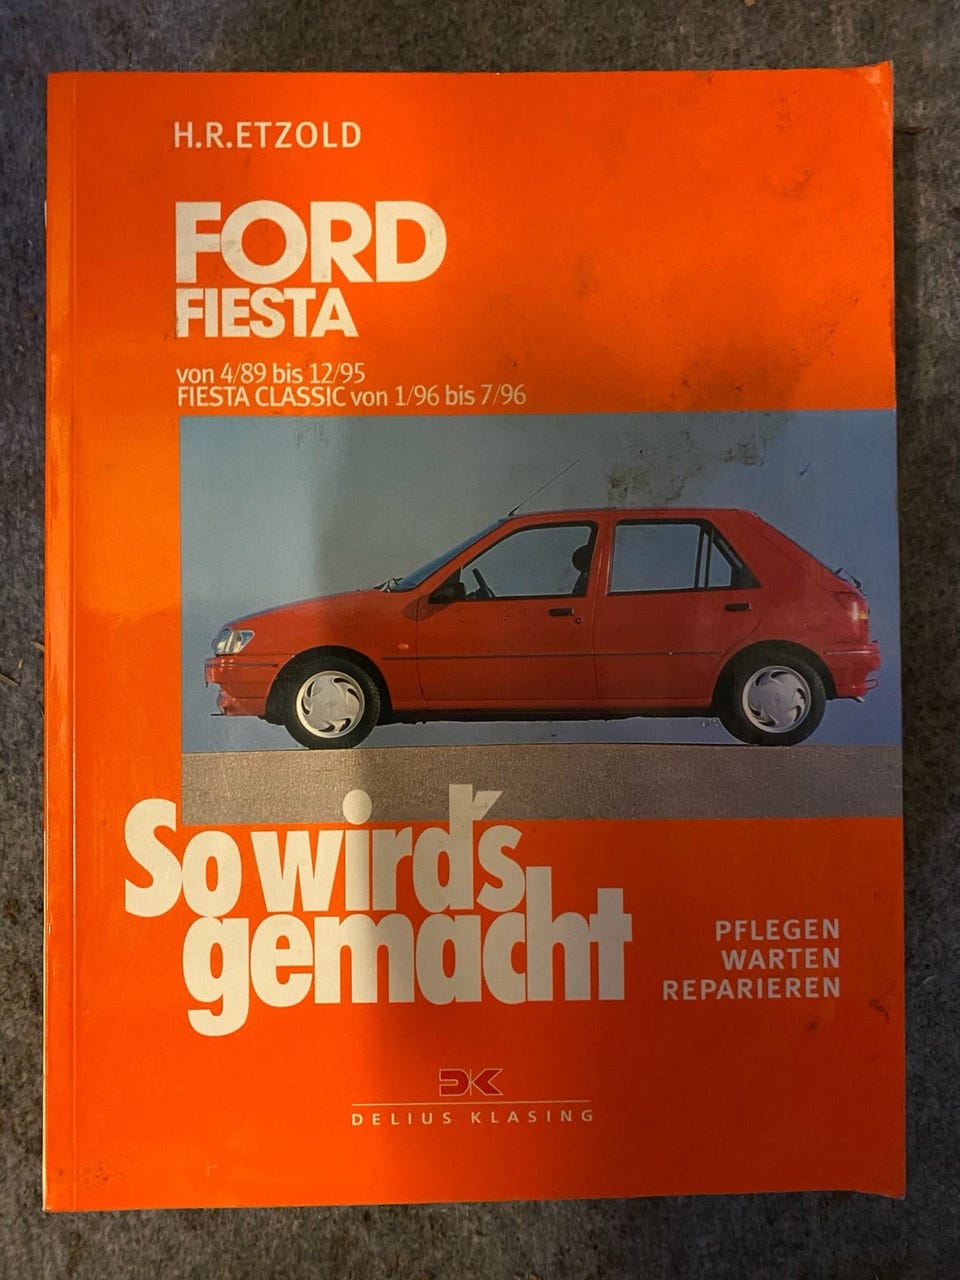 H.R.ETZOLD
FORD
FIESTA
von 4/89 bis 12/95
FIESTA CLASSIC von 1/96 bis 7/96
So wird's
gemacht
PFLEGEN
WARTEN
REPARIEREN
DK
DELIUS KLASING